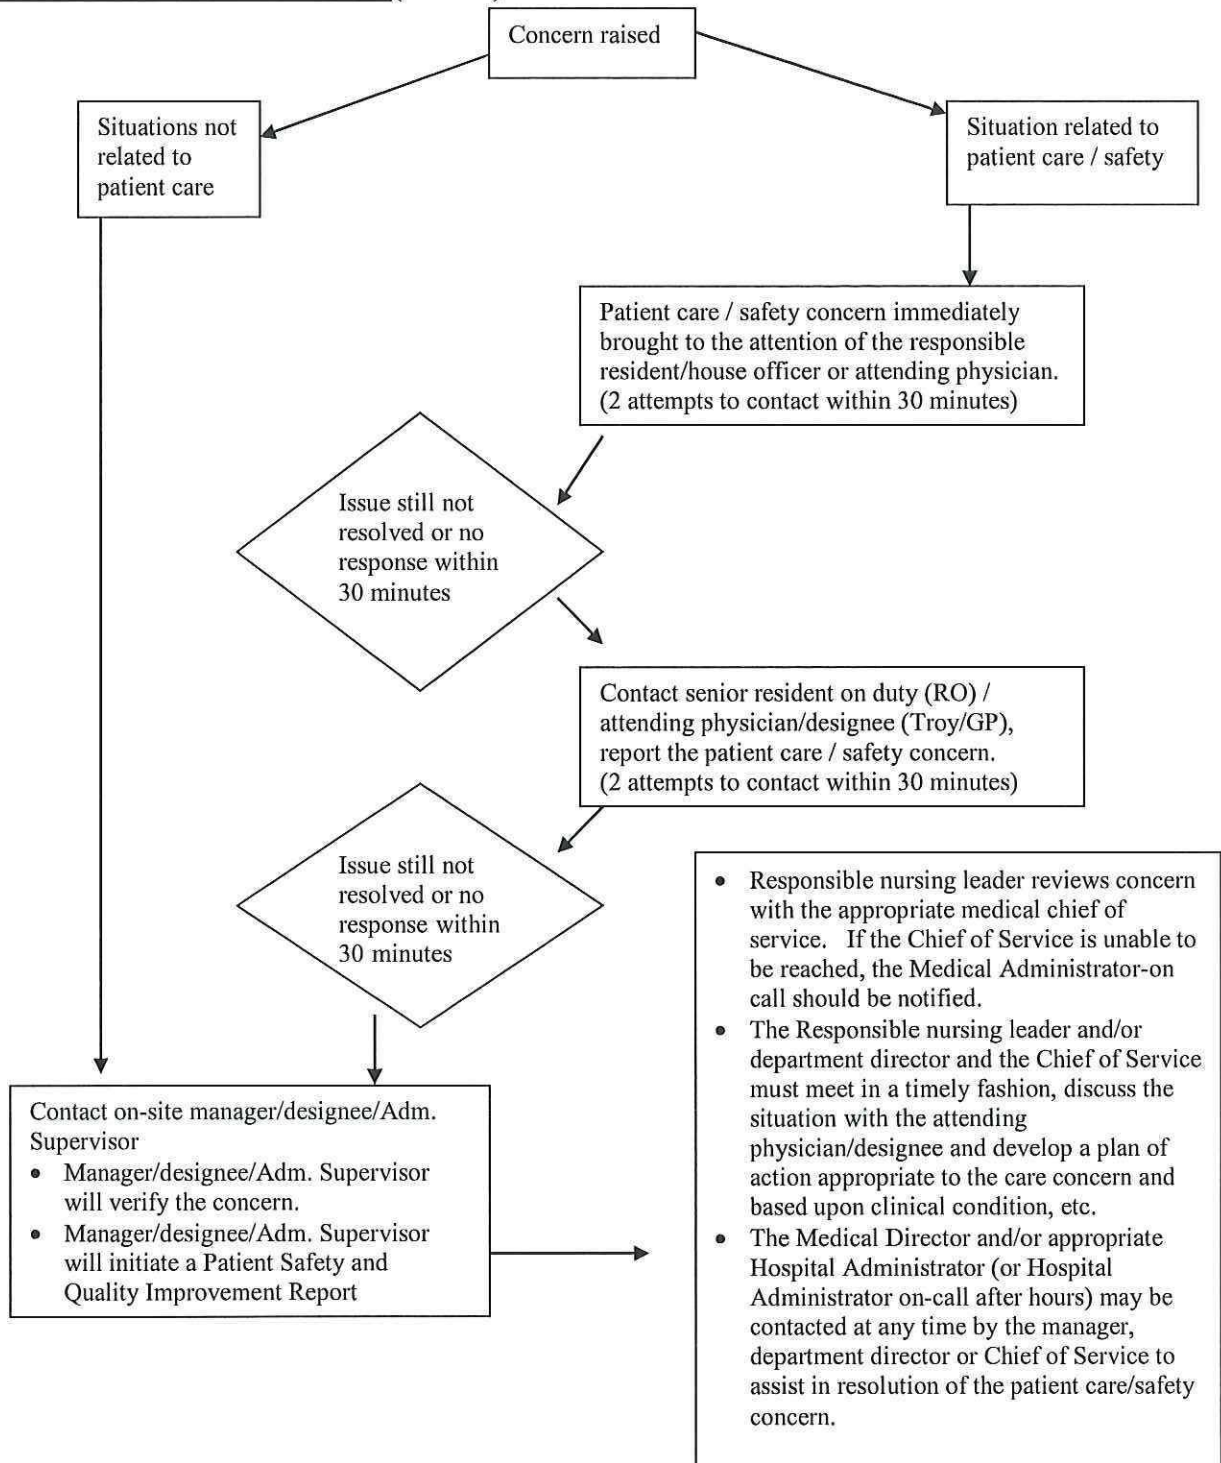 Concern raised
Situations not
related to
patient care
Situation related to
patient care / safety
Patient care / safety concern immediately
brought to the attention of the responsible
resident/house officer or attending physician.
(2 attempts to contact within 30 minutes)
Issue still not
resolved or no
response within
30 minutes
Contact senior resident on duty (RO) /
attending physician/designee (Troy/GP),
report the patient care / safety concern.
(2 attempts to contact within 30 minutes)
Issue still not
resolved or no
response within
30 minutes
Contact on-site manager/designee/Adm.
Supervisor
• Manager/designee/Adm. Supervisor
will verify the concern.
• Manager/designee/Adm. Supervisor
will initiate a Patient Safety and
Quality Improvement Report
• Responsible nursing leader reviews concern
with the appropriate medical chief of
service. If the Chief of Service is unable to
be reached, the Medical Administrator-on
call should be notified.
• The Responsible nursing leader and/or
department director and the Chief of Service
must meet in a timely fashion, discuss the
situation with the attending
physician/designee and develop a plan of
action appropriate to the care concern and
based upon clinical condition, etc.
• The Medical Director and/or appropriate
Hospital Administrator (or Hospital
Administrator on-call after hours) may be
contacted at any time by the manager,
department director or Chief of Service to
assist in resolution of the patient care/safety
concern.